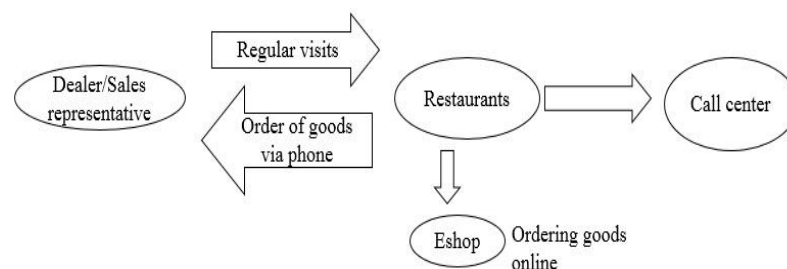 Regular visits
Dealer/Sales
representative
Restaurants
Call center
Order of goods
via phone
Eshop
Ordering goods
online